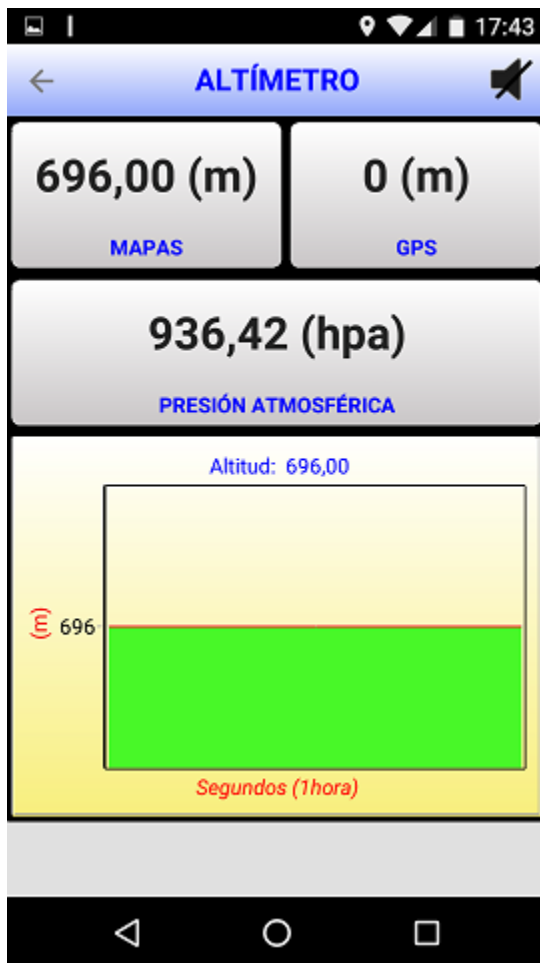 17:43
ALTÍMETRO
696,00 (m)
0 (m)
MAPAS
GPS
936,42 (hpa)
PRESIÓN ATMOSFÉRICA
Altitud: 696,00
(m)
696
Segundos (1hora)